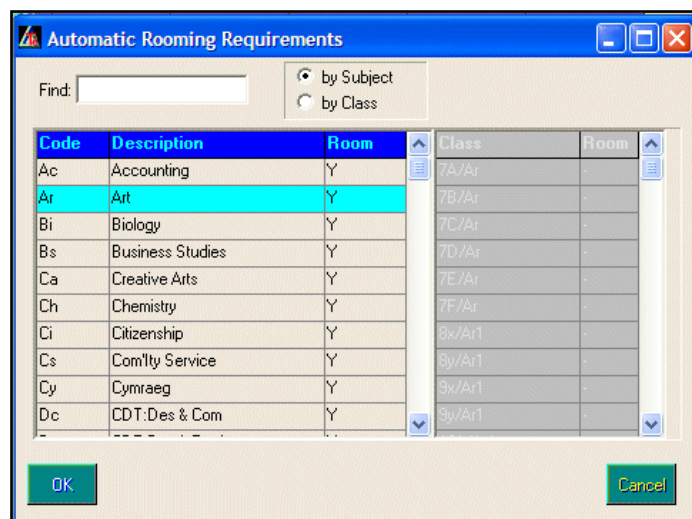 Automatic Rooming Requirements
Find:
by Subject
by Class
Code Description Room
Ac Accounting Y
Ar Art Y
Bi Biology Y
Bs Business Studies Y
Ca Creative Arts Y
Ch Chemistry Y
Ci Citizenship Y
Cs Com'lty Service Y
Cy Cymraeg Y
Dc CDT:Des & Com Y
Class Room
7A/Ar -
7B/Ar -
7C/Ar -
7D/Ar -
7E/Ar -
7F/Ar -
8x/Ar1 -
8y/Ar1 -
9x/Ar1 -
9y/Ar1 -
OK
Cancel